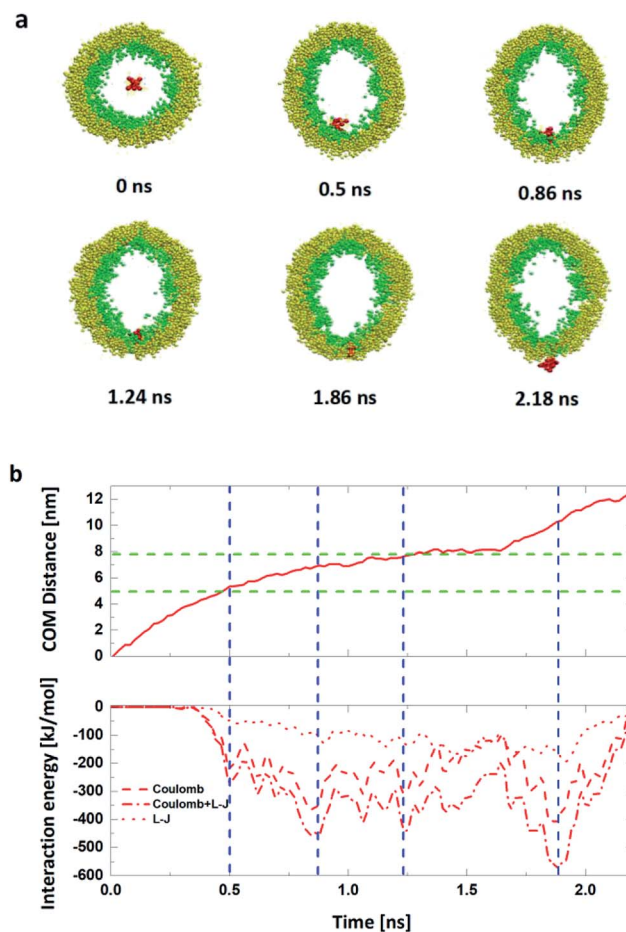 a
0 ns
0.5 ns
0.86 ns
1.24 ns
1.86 ns
2.18 ns
b
COM Distance [nm]
12
10
8
6
4
2
0
Interaction energy [kJ/mol]
0
-100
-200
-300
-400
-500
-600
Coulomb
Coulomb+L-J
L-J
0.0 0.5 1.0 1.5 2.0
Time [ns]